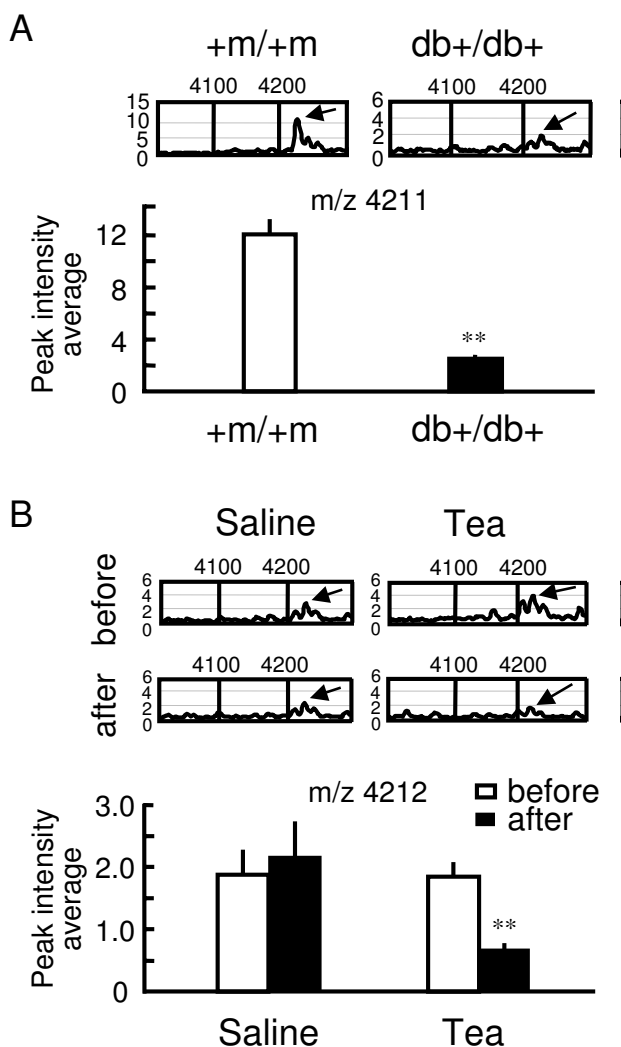 A
+m/+m db+/db+
4100 4200 4100 4200
15 6
10 4
5 2
0 0
m/z 4211
Peak intensity
average
12
8
4
0
**
+m/+m db+/db+
B
Saline Tea
before
4100 4200 4100 4200
6 6
4 4
2 2
0 0
after
4100 4200 4100 4200
6 6
4 4
2 2
0 0
m/z 4212
before
after
Peak intensity
average
3.0
2.0
1.0
0
**
Saline Tea